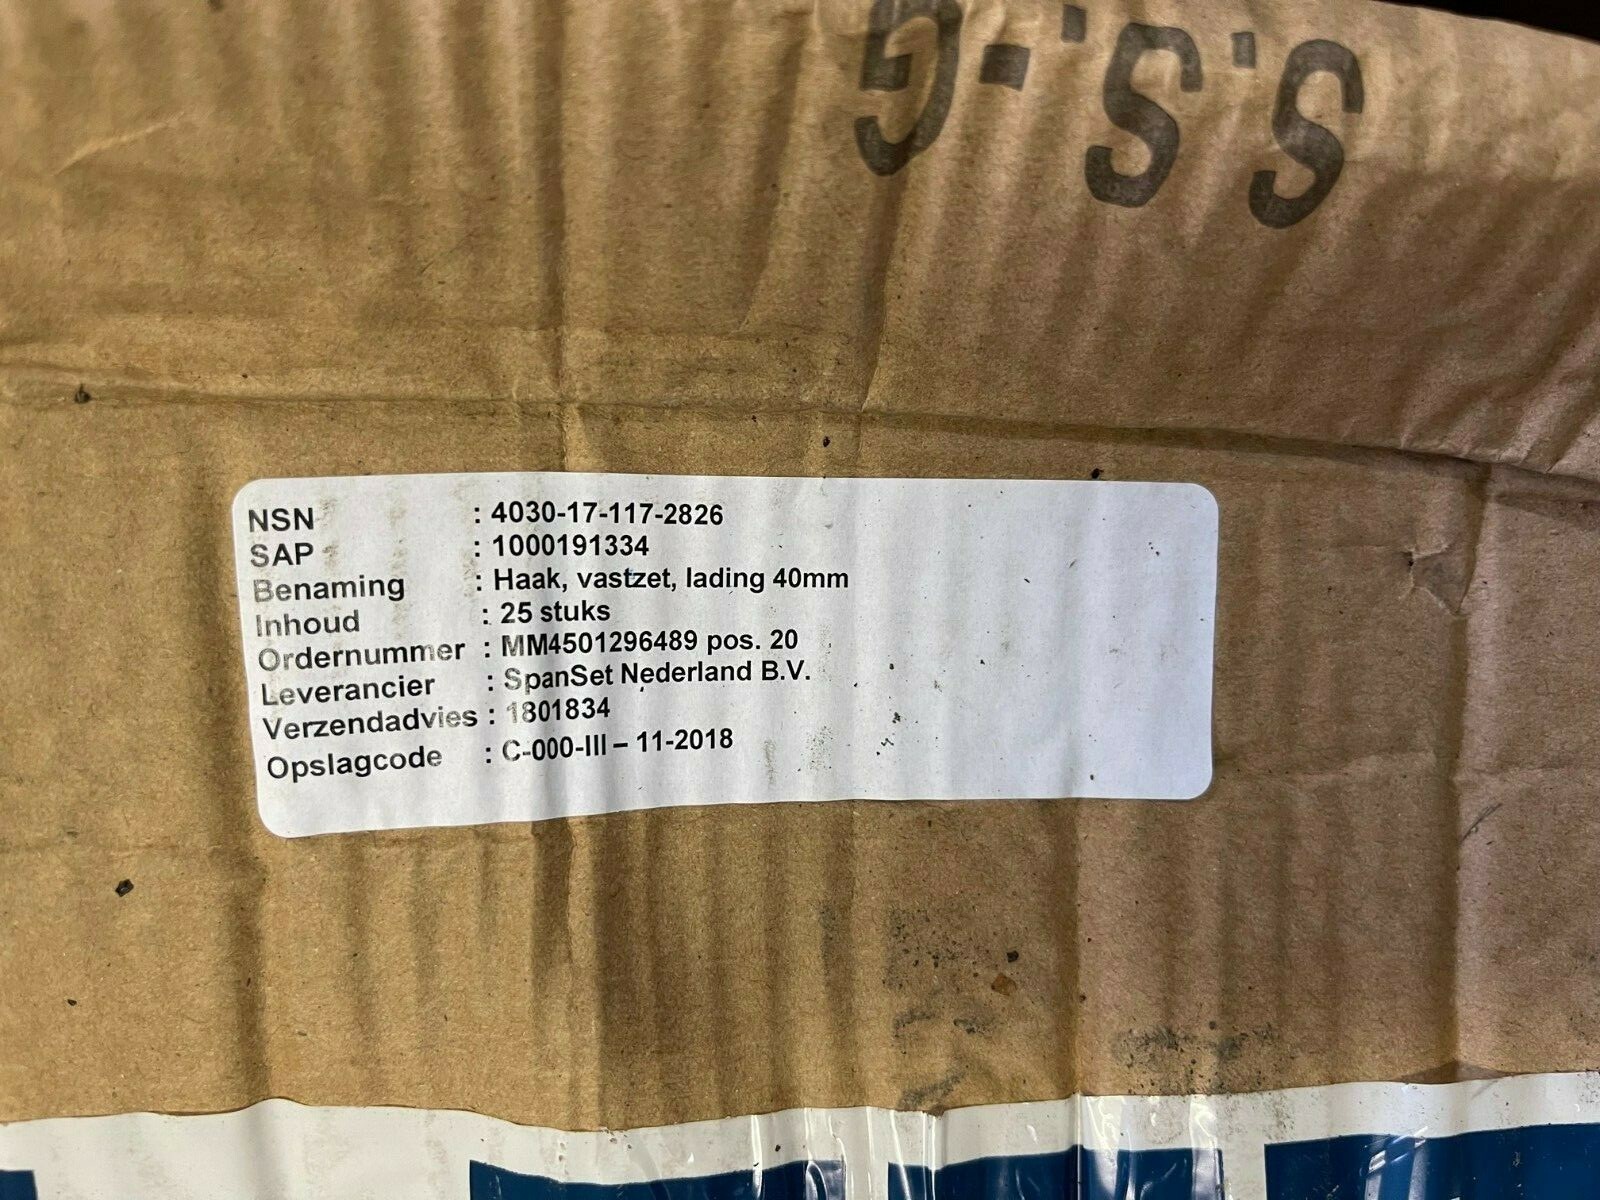 S.S.-G
NSN : 4030-17-117-2826
SAP : 1000191334
Benaming : Haak, vastzet, lading 40mm
Inhoud : 25 stuks
Ordernummer : MM4501296489 pos. 20
Leverancier : SpanSet Nederland B.V.
Verzendadvies : 1801834
Opslagcode : C-000-III – 11-2018